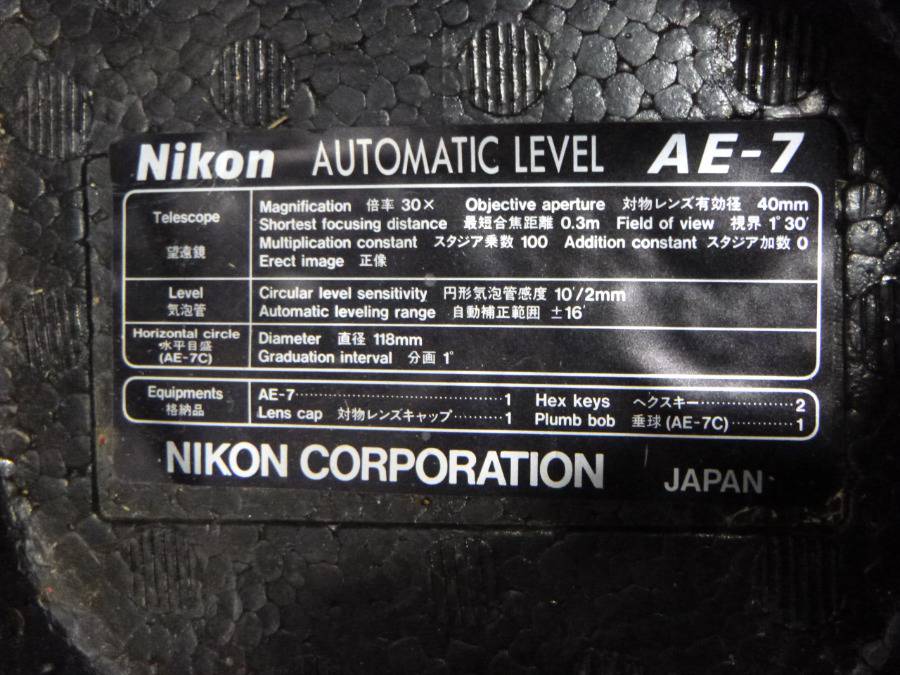 Nikon AUTOMATIC LEVEL AE-7
Telescope
望遠鏡
Magnification 倍率 30× Objective aperture 対物レンズ有効径 40mm
Shortest focusing distance 最短合焦距離 0.3m Field of view 視界 1°30′
Multiplication constant スタジア乗数 100 Addition constant スタジア加数 0
Erect image 正像
Level
気泡管
Circular level sensitivity 円形気泡管感度 10′/2mm
Automatic leveling range 自動補正範囲 ±16′
Horizontal circle
水平目盛
(AE-7C)
Diameter 直径 118mm
Graduation interval 分画 1°
Equipments
格納品
AE-7 1 Hex keys ヘクスキー 2
Lens cap 対物レンズキャップ 1 Plumb bob 垂球 (AE-7C) 1
NIKON CORPORATION JAPAN